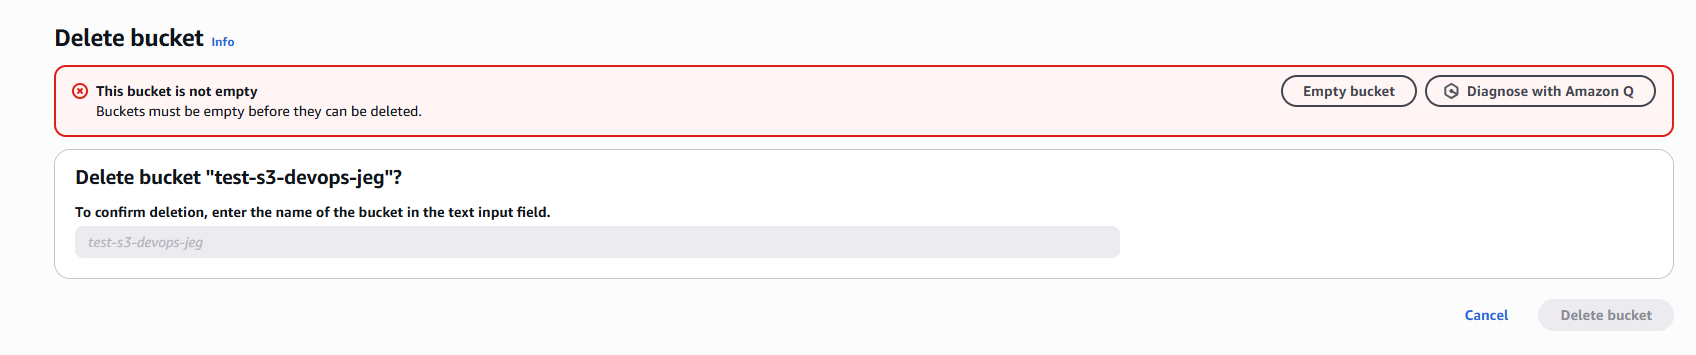 Delete bucket Info
This bucket is not empty
Buckets must be empty before they can be deleted.
Empty bucket
Diagnose with Amazon Q
Delete bucket "test-s3-devops-jeg"?
To confirm deletion, enter the name of the bucket in the text input field.
test-s3-devops-jeg
Cancel
Delete bucket